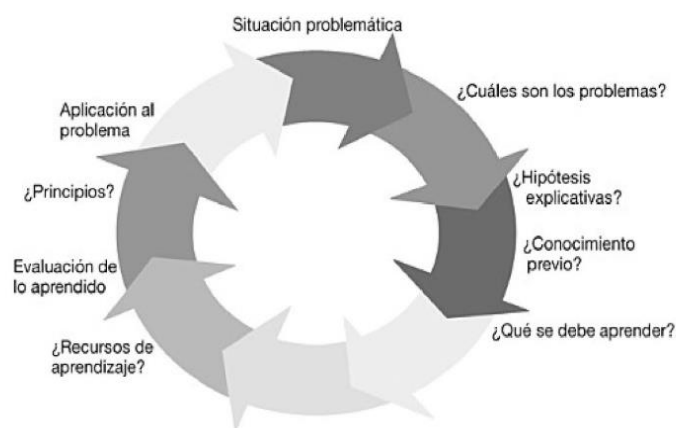 Situación problemática
¿Cuáles son los problemas?
¿Hipótesis
explicativas?
¿Conocimiento
previo?
¿Qué se debe aprender?
¿Recursos de
aprendizaje?
Evaluación de
lo aprendido
¿Principios?
Aplicación al
problema